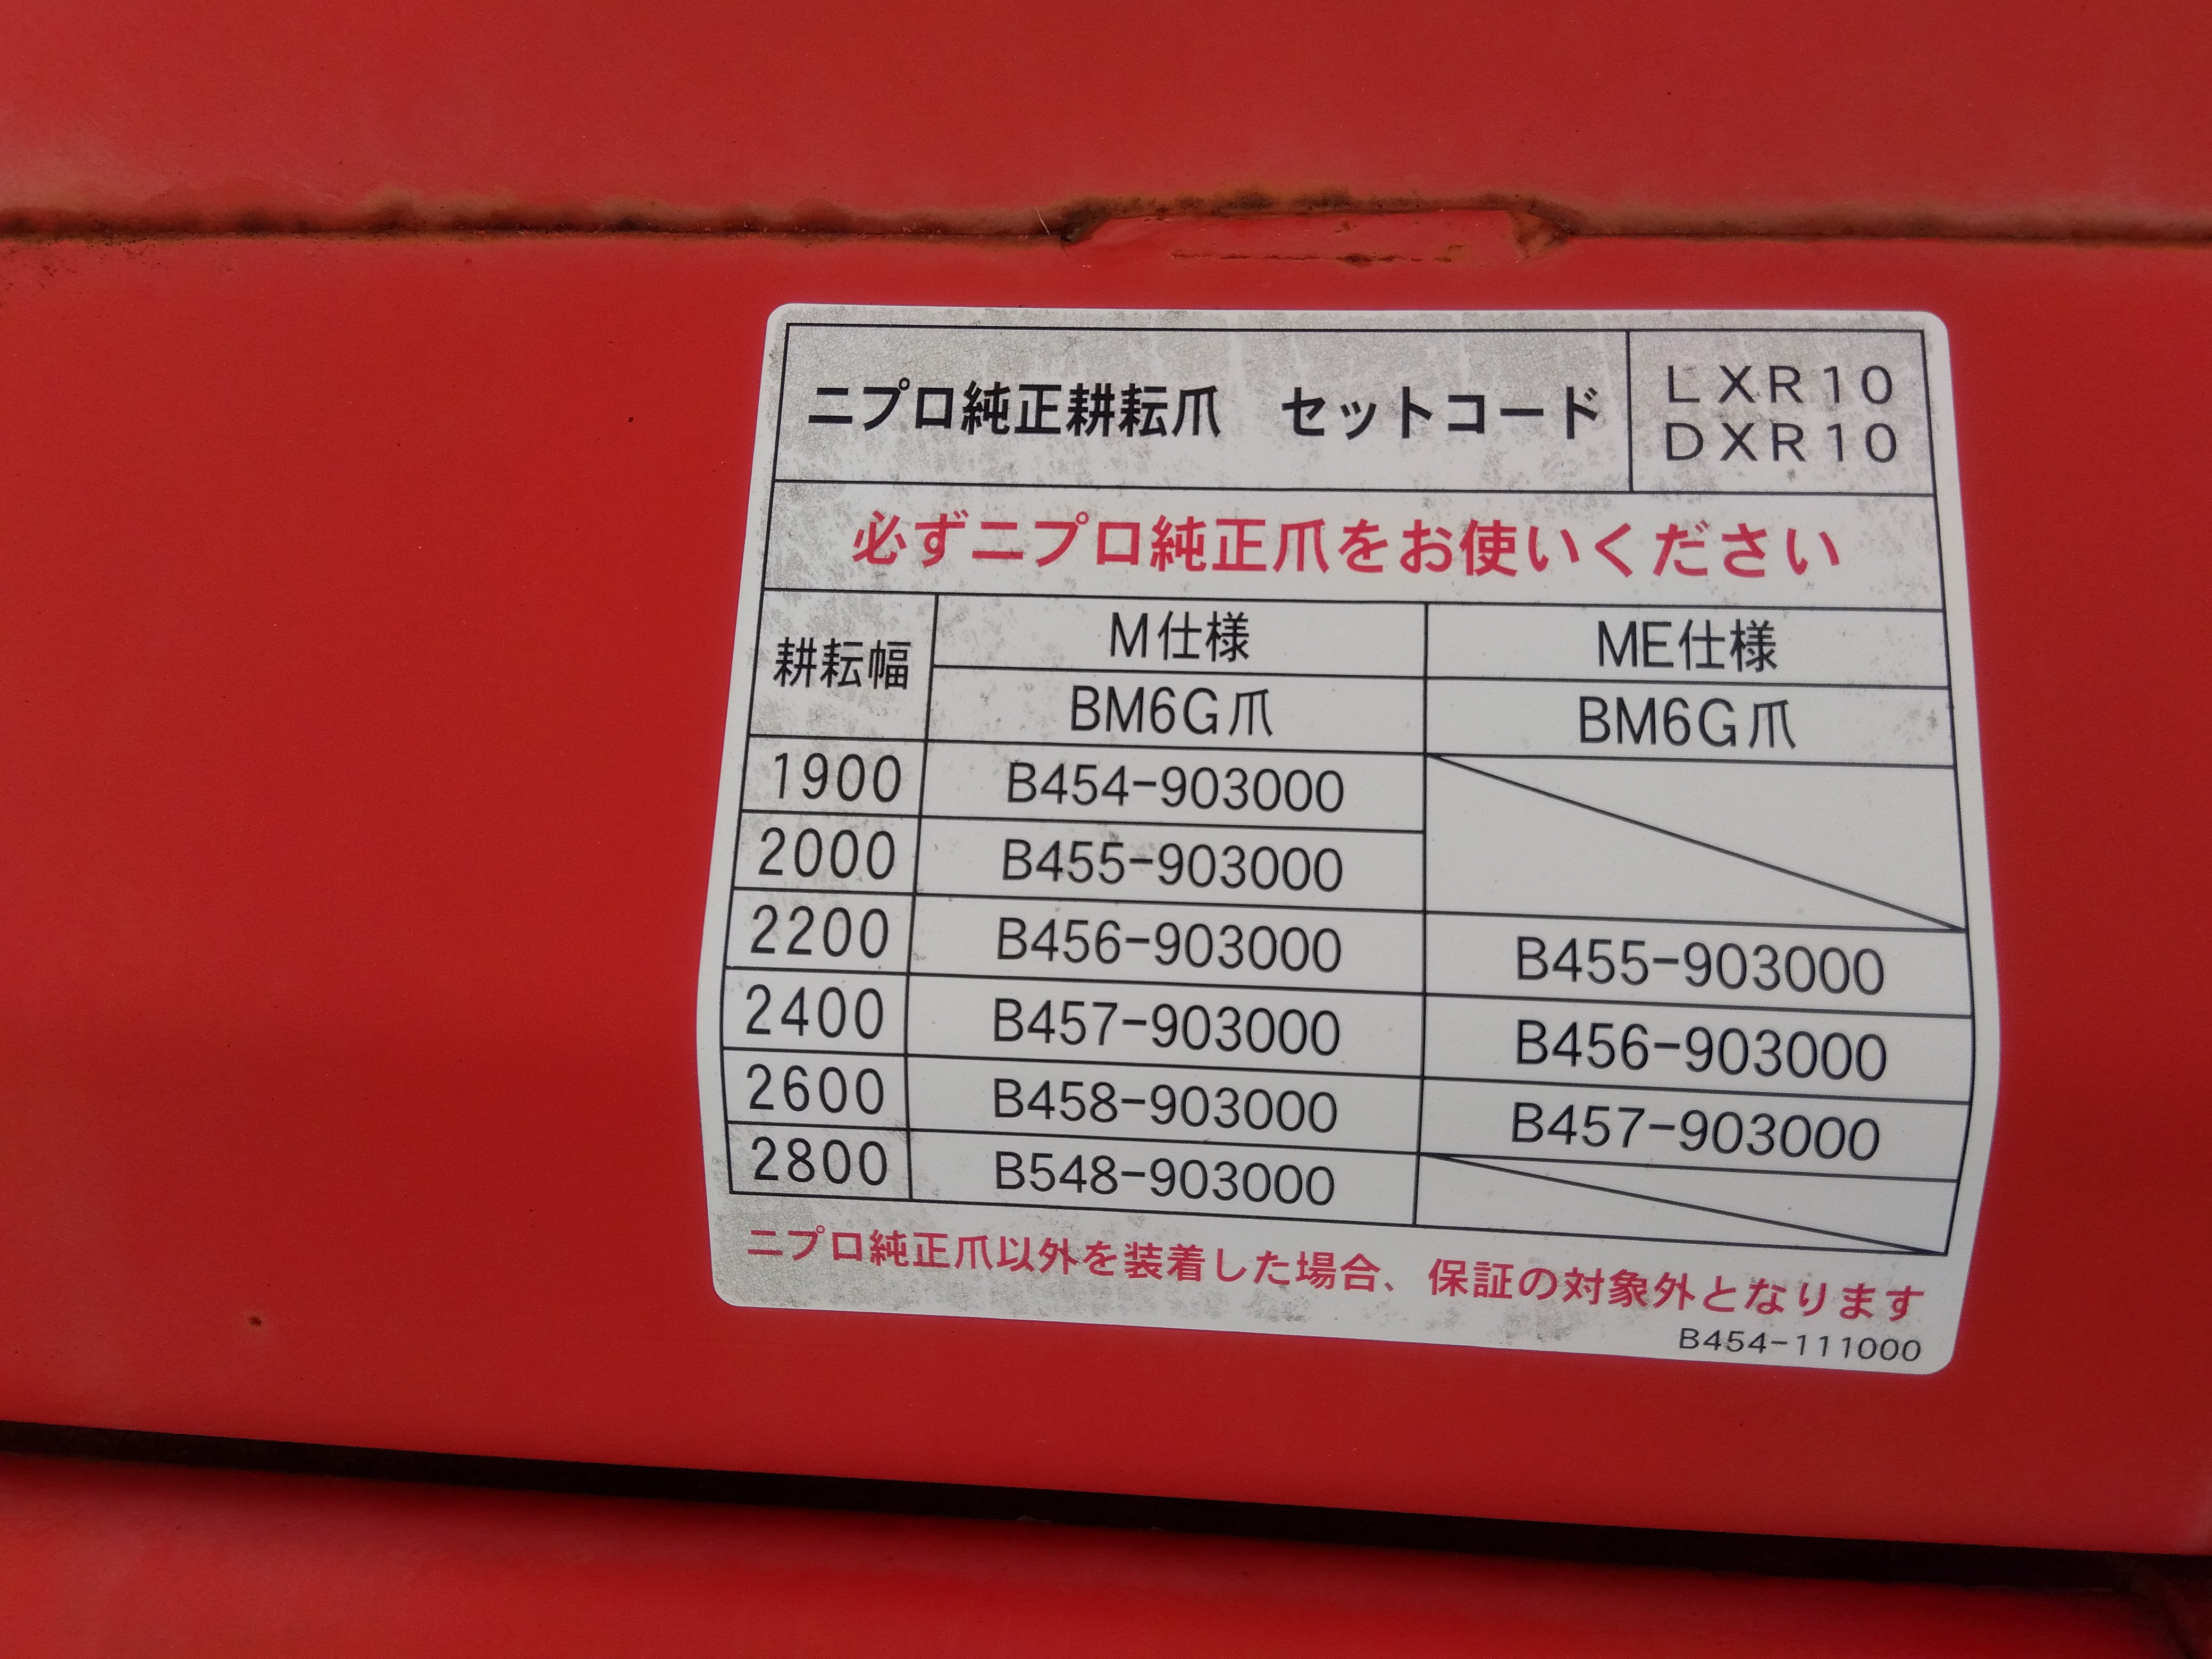 ニプロ純正耕耘爪 セットコード
LXR10
DXR10
必ずニプロ純正爪をお使いください
耕耘幅 M仕様 ME仕様
BM6G爪 BM6G爪
1900 B454-903000
2000 B455-903000
2200 B456-903000 B455-903000
2400 B457-903000 B456-903000
2600 B458-903000 B457-903000
2800 B548-903000
ニプロ純正爪以外を装着した場合、保証の対象外となります
B454-111000